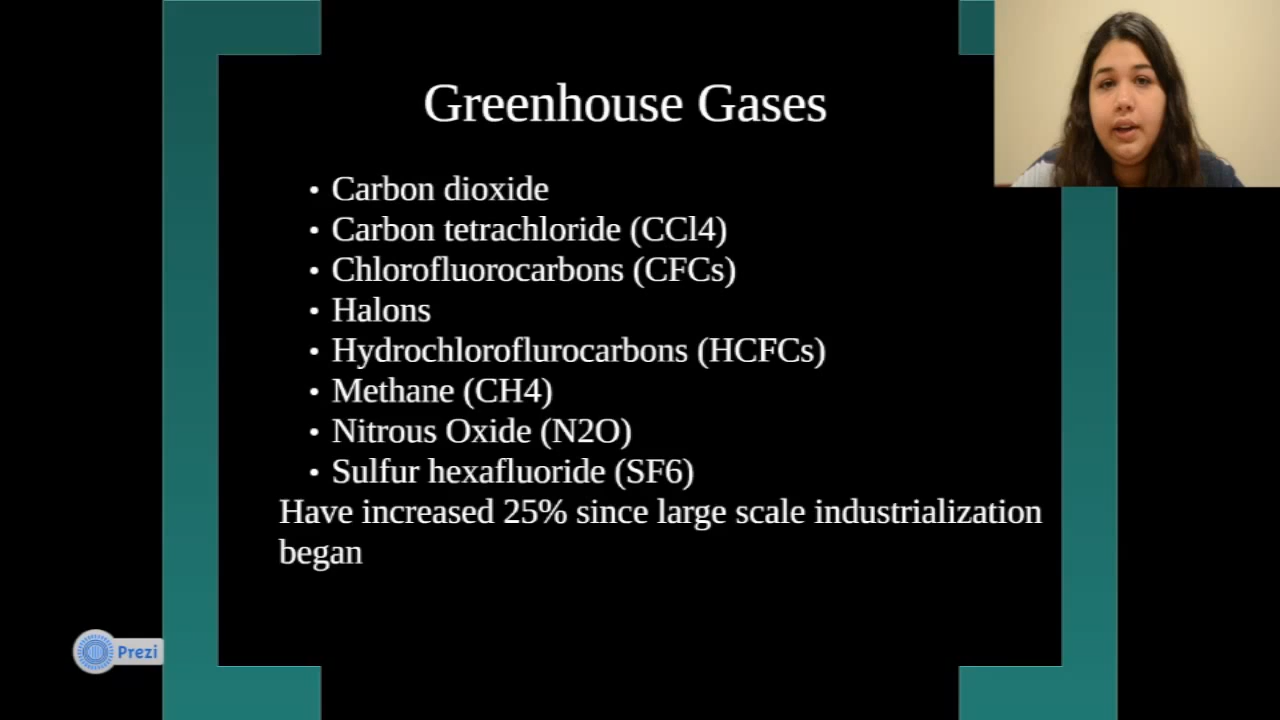 Greenhouse Gases
• Carbon dioxide
• Carbon tetrachloride (CCl4)
• Chlorofluorocarbons (CFCs)
• Halons
• Hydrochloroflurocarbons (HCFCs)
• Methane (CH4)
• Nitrous Oxide (N2O)
• Sulfur hexafluoride (SF6)
Have increased 25% since large scale industrialization
began
Prezi